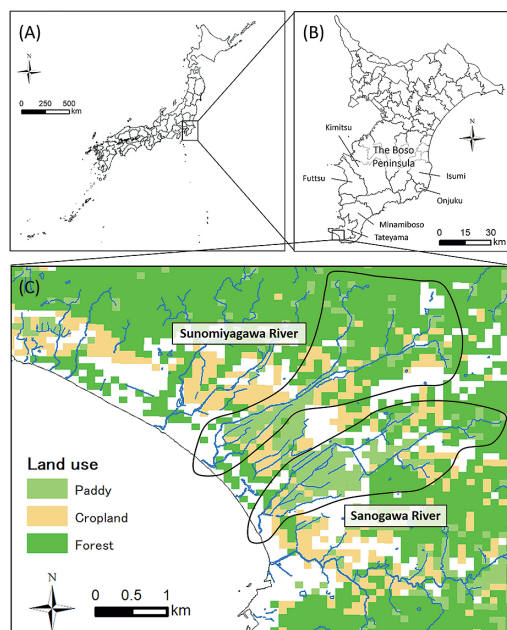 (A)
N
0 250 500
km
(B)
N
Kimitsu
The Boso
Peninsula
Futtsu
Isumi
Onjuku
Minamiboso
Tateyama
0 15 30
km
(C)
Sunomiyagawa River
Land use
Paddy
Cropland
Forest
Sanogawa River
N
0 0.5 1
km